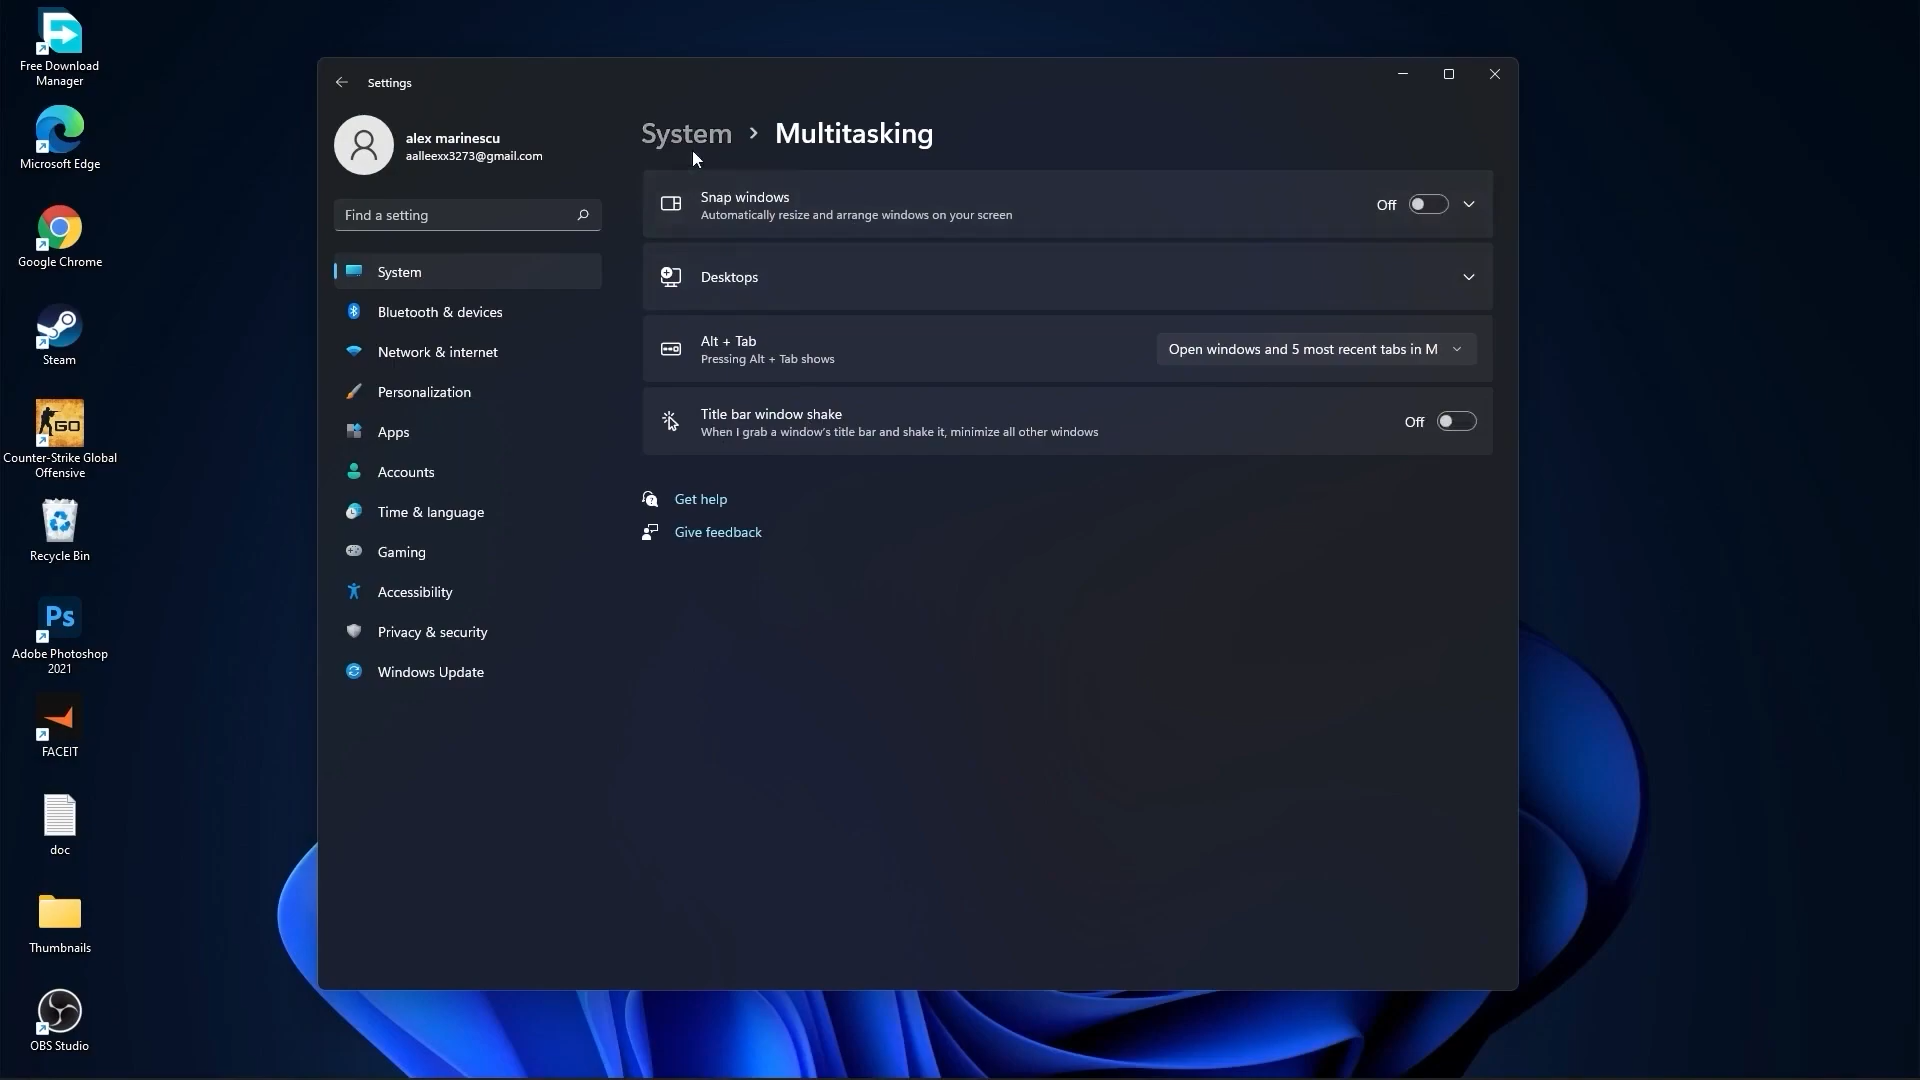 Free Download
Manager
Microsoft Edge
Google Chrome
Steam
GO
Counter-Strike Global
Offensive
Recycle Bin
Ps
Adobe Photoshop
2021
FACEIT
doc
Thumbnails
OBS Studio
Settings
alex marinescu
aalleexx3273@gmail.com
Find a setting
System
Bluetooth & devices
Network & internet
Personalization
Apps
Accounts
Time & language
Gaming
Accessibility
Privacy & security
Windows Update
System > Multitasking
Snap windows
Automatically resize and arrange windows on your screen
Off
Desktops
Alt + Tab
Pressing Alt + Tab shows
Open windows and 5 most recent tabs in M
Title bar window shake
When I grab a window's title bar and shake it, minimize all other windows
Off
Get help
Give feedback